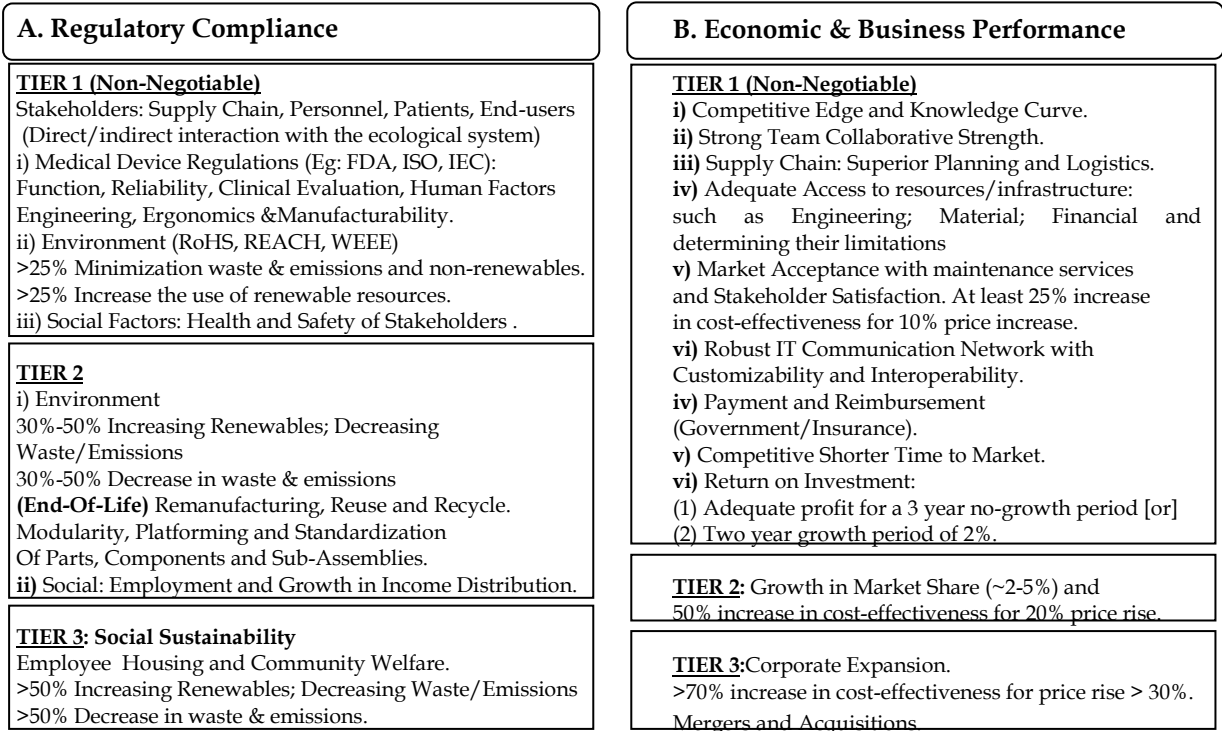 A. Regulatory Compliance
TIER 1 (Non-Negotiable)
Stakeholders: Supply Chain, Personnel, Patients, End-users
(Direct/indirect interaction with the ecological system)
i) Medical Device Regulations (Eg: FDA, ISO, IEC):
Function, Reliability, Clinical Evaluation, Human Factors
Engineering, Ergonomics &Manufacturability.
ii) Environment (RoHS, REACH, WEEE)
>25% Minimization waste & emissions and non-renewables.
>25% Increase the use of renewable resources.
iii) Social Factors: Health and Safety of Stakeholders .
TIER 2
i) Environment
30%-50% Increasing Renewables; Decreasing
Waste/Emissions
30%-50% Decrease in waste & emissions
(End-Of-Life) Remanufacturing, Reuse and Recycle.
Modularity, Platforming and Standardization
Of Parts, Components and Sub-Assemblies.
ii) Social: Employment and Growth in Income Distribution.
TIER 3: Social Sustainability
Employee Housing and Community Welfare.
>50% Increasing Renewables; Decreasing Waste/Emissions
>50% Decrease in waste & emissions.
B. Economic & Business Performance
TIER 1 (Non-Negotiable)
i) Competitive Edge and Knowledge Curve.
ii) Strong Team Collaborative Strength.
iii) Supply Chain: Superior Planning and Logistics.
iv) Adequate Access to resources/infrastructure:
such as Engineering; Material; Financial and
determining their limitations
v) Market Acceptance with maintenance services
and Stakeholder Satisfaction. At least 25% increase
in cost-effectiveness for 10% price increase.
vi) Robust IT Communication Network with
Customizability and Interoperability.
iv) Payment and Reimbursement
(Government/Insurance).
v) Competitive Shorter Time to Market.
vi) Return on Investment:
(1) Adequate profit for a 3 year no-growth period [or]
(2) Two year growth period of 2%.
TIER 2: Growth in Market Share (~2-5%) and
50% increase in cost-effectiveness for 20% price rise.
TIER 3:Corporate Expansion.
>70% increase in cost-effectiveness for price rise > 30%.
Mergers and Acquisitions.